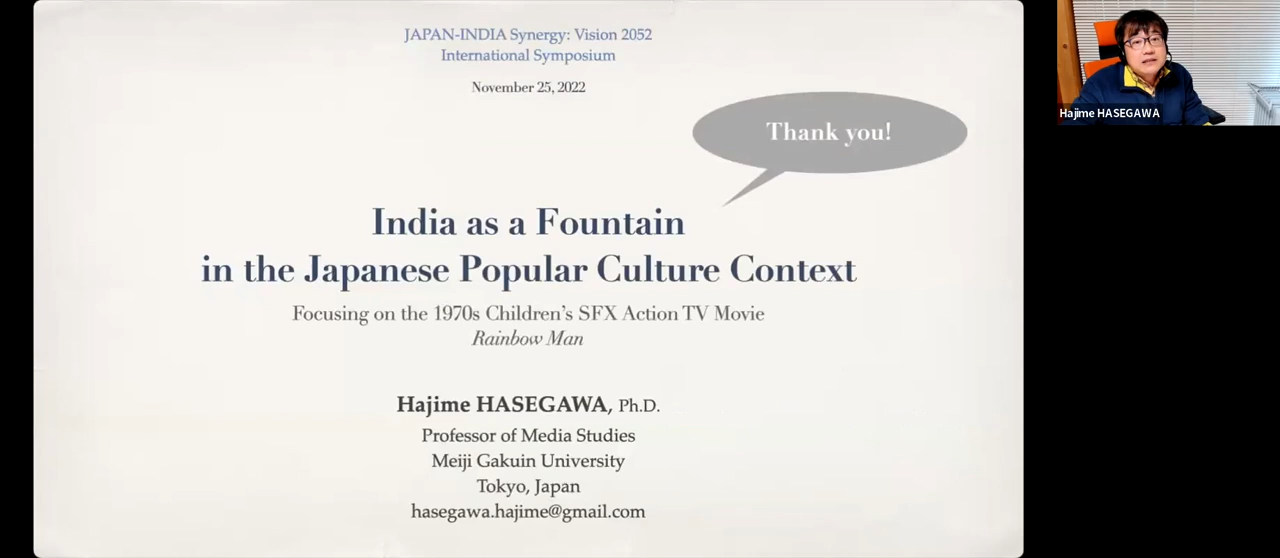 JAPAN-INDIA Synergy: Vision 2052
International Symposium
November 25, 2022
Thank you!
India as a Fountain
in the Japanese Popular Culture Context
Focusing on the 1970s Children’s SFX Action TV Movie
Rainbow Man
Hajime HASEGAWA, Ph.D.
Professor of Media Studies
Meiji Gakuin University
Tokyo, Japan
hasegawa.hajime@gmail.com
Hajime HASEGAWA